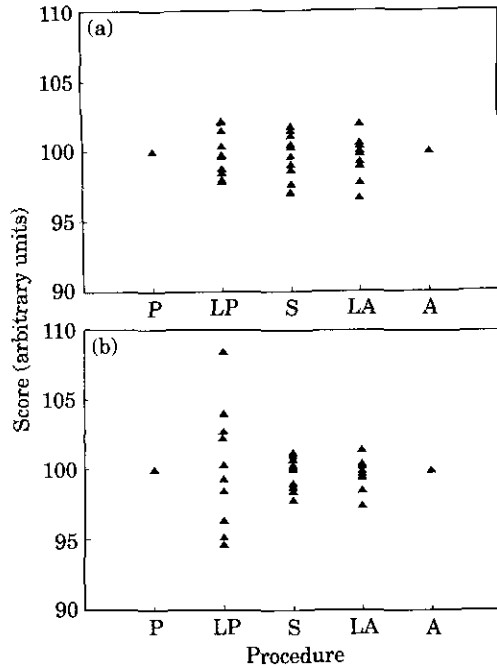 (a)
110
105
100
95
90
P LP S LA A
(b)
110
105
100
95
90
P LP S LA A
Score (arbitrary units)
Procedure